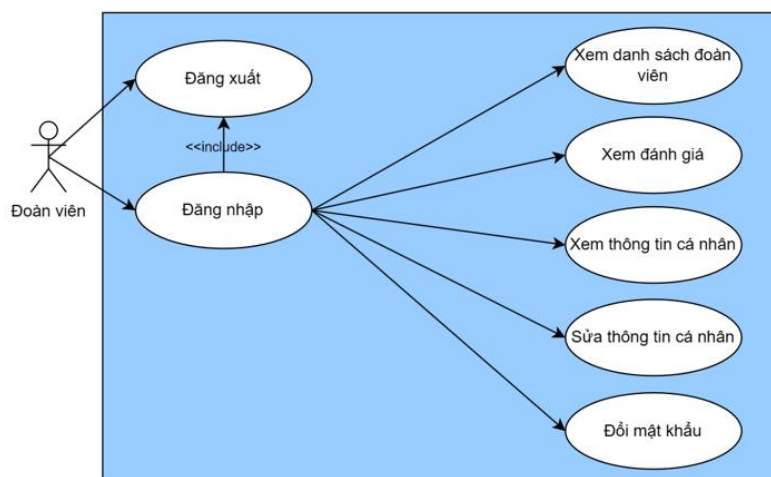 Đăng xuất
<<include>>
Đoàn viên
Đăng nhập
Xem danh sách đoàn
viên
Xem đánh giá
Xem thông tin cá nhân
Sửa thông tin cá nhân
Đổi mật khẩu